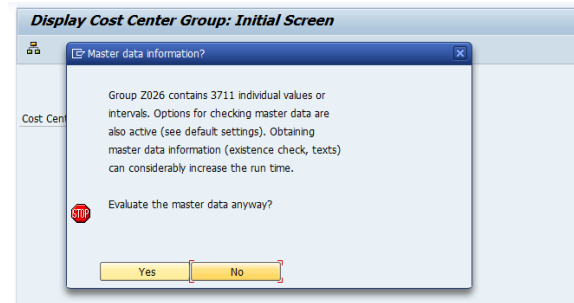 Display Cost Center Group: Initial Screen
Master data information?
Group Z026 contains 3711 individual values or
intervals. Options for checking master data are
Cost Cent
also active (see default settings). Obtaining
master data information (existence check, texts)
can considerably increase the run time.
STOP
Evaluate the master data anyway?
Yes
No